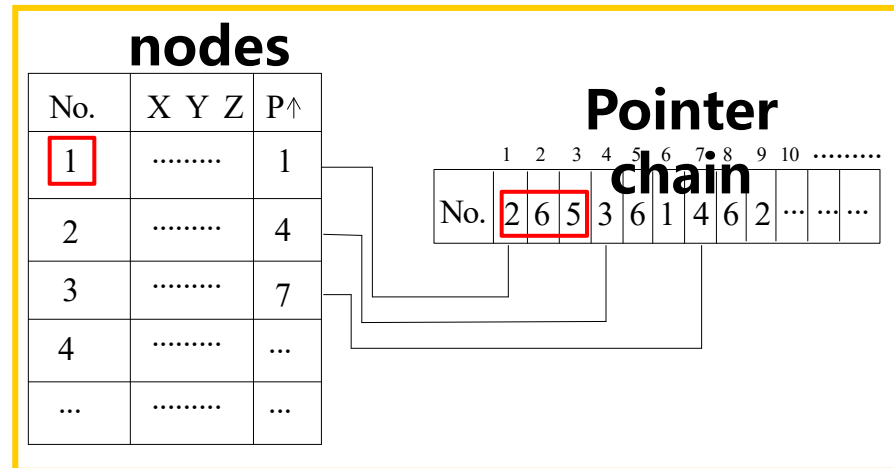 nodes
No. X Y Z P↑
1 ········· 1
2 ········· 4
3 ········· 7
4 ········· ...
... ········· ...
Pointer
chain
1 2 3 4 5 6 7 8 9 10 ·········
No. 2 6 5 3 6 1 4 6 2 ... ... ...